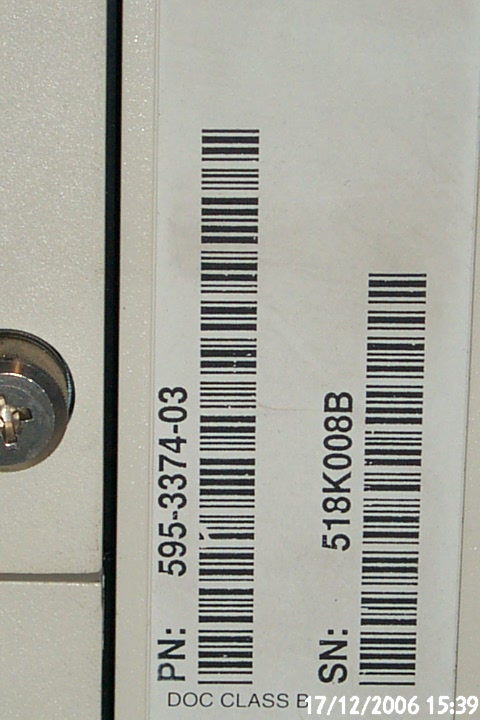 PN: 595-3374-03
SN: 518K008B
DOC CLASS B
17/12/2006 15:39